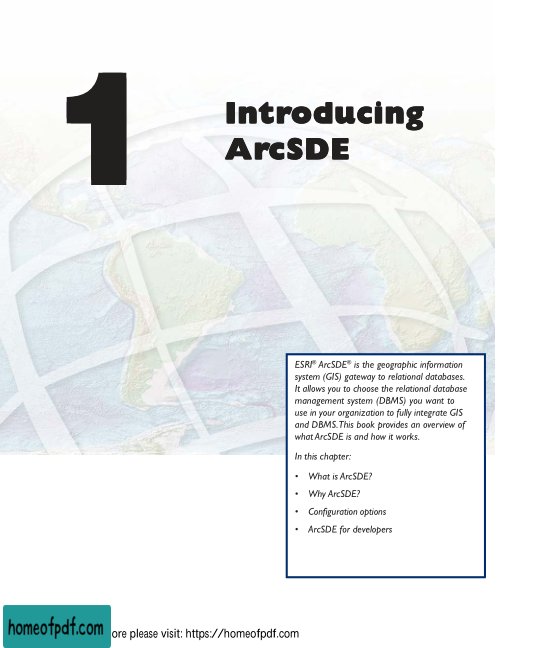 1
Introducing
ArcSDE
ESRI® ArcSDE® is the geographic information
system (GIS) gateway to relational databases.
It allows you to choose the relational database
management system (DBMS) you want to
use in your organization to fully integrate GIS
and DBMS.This book provides an overview of
what ArcSDE is and how it works.
In this chapter:
• What is ArcSDE?
• Why ArcSDE?
• Configuration options
• ArcSDE for developers
homeofpdf.com
ore please visit: https://homeofpdf.com